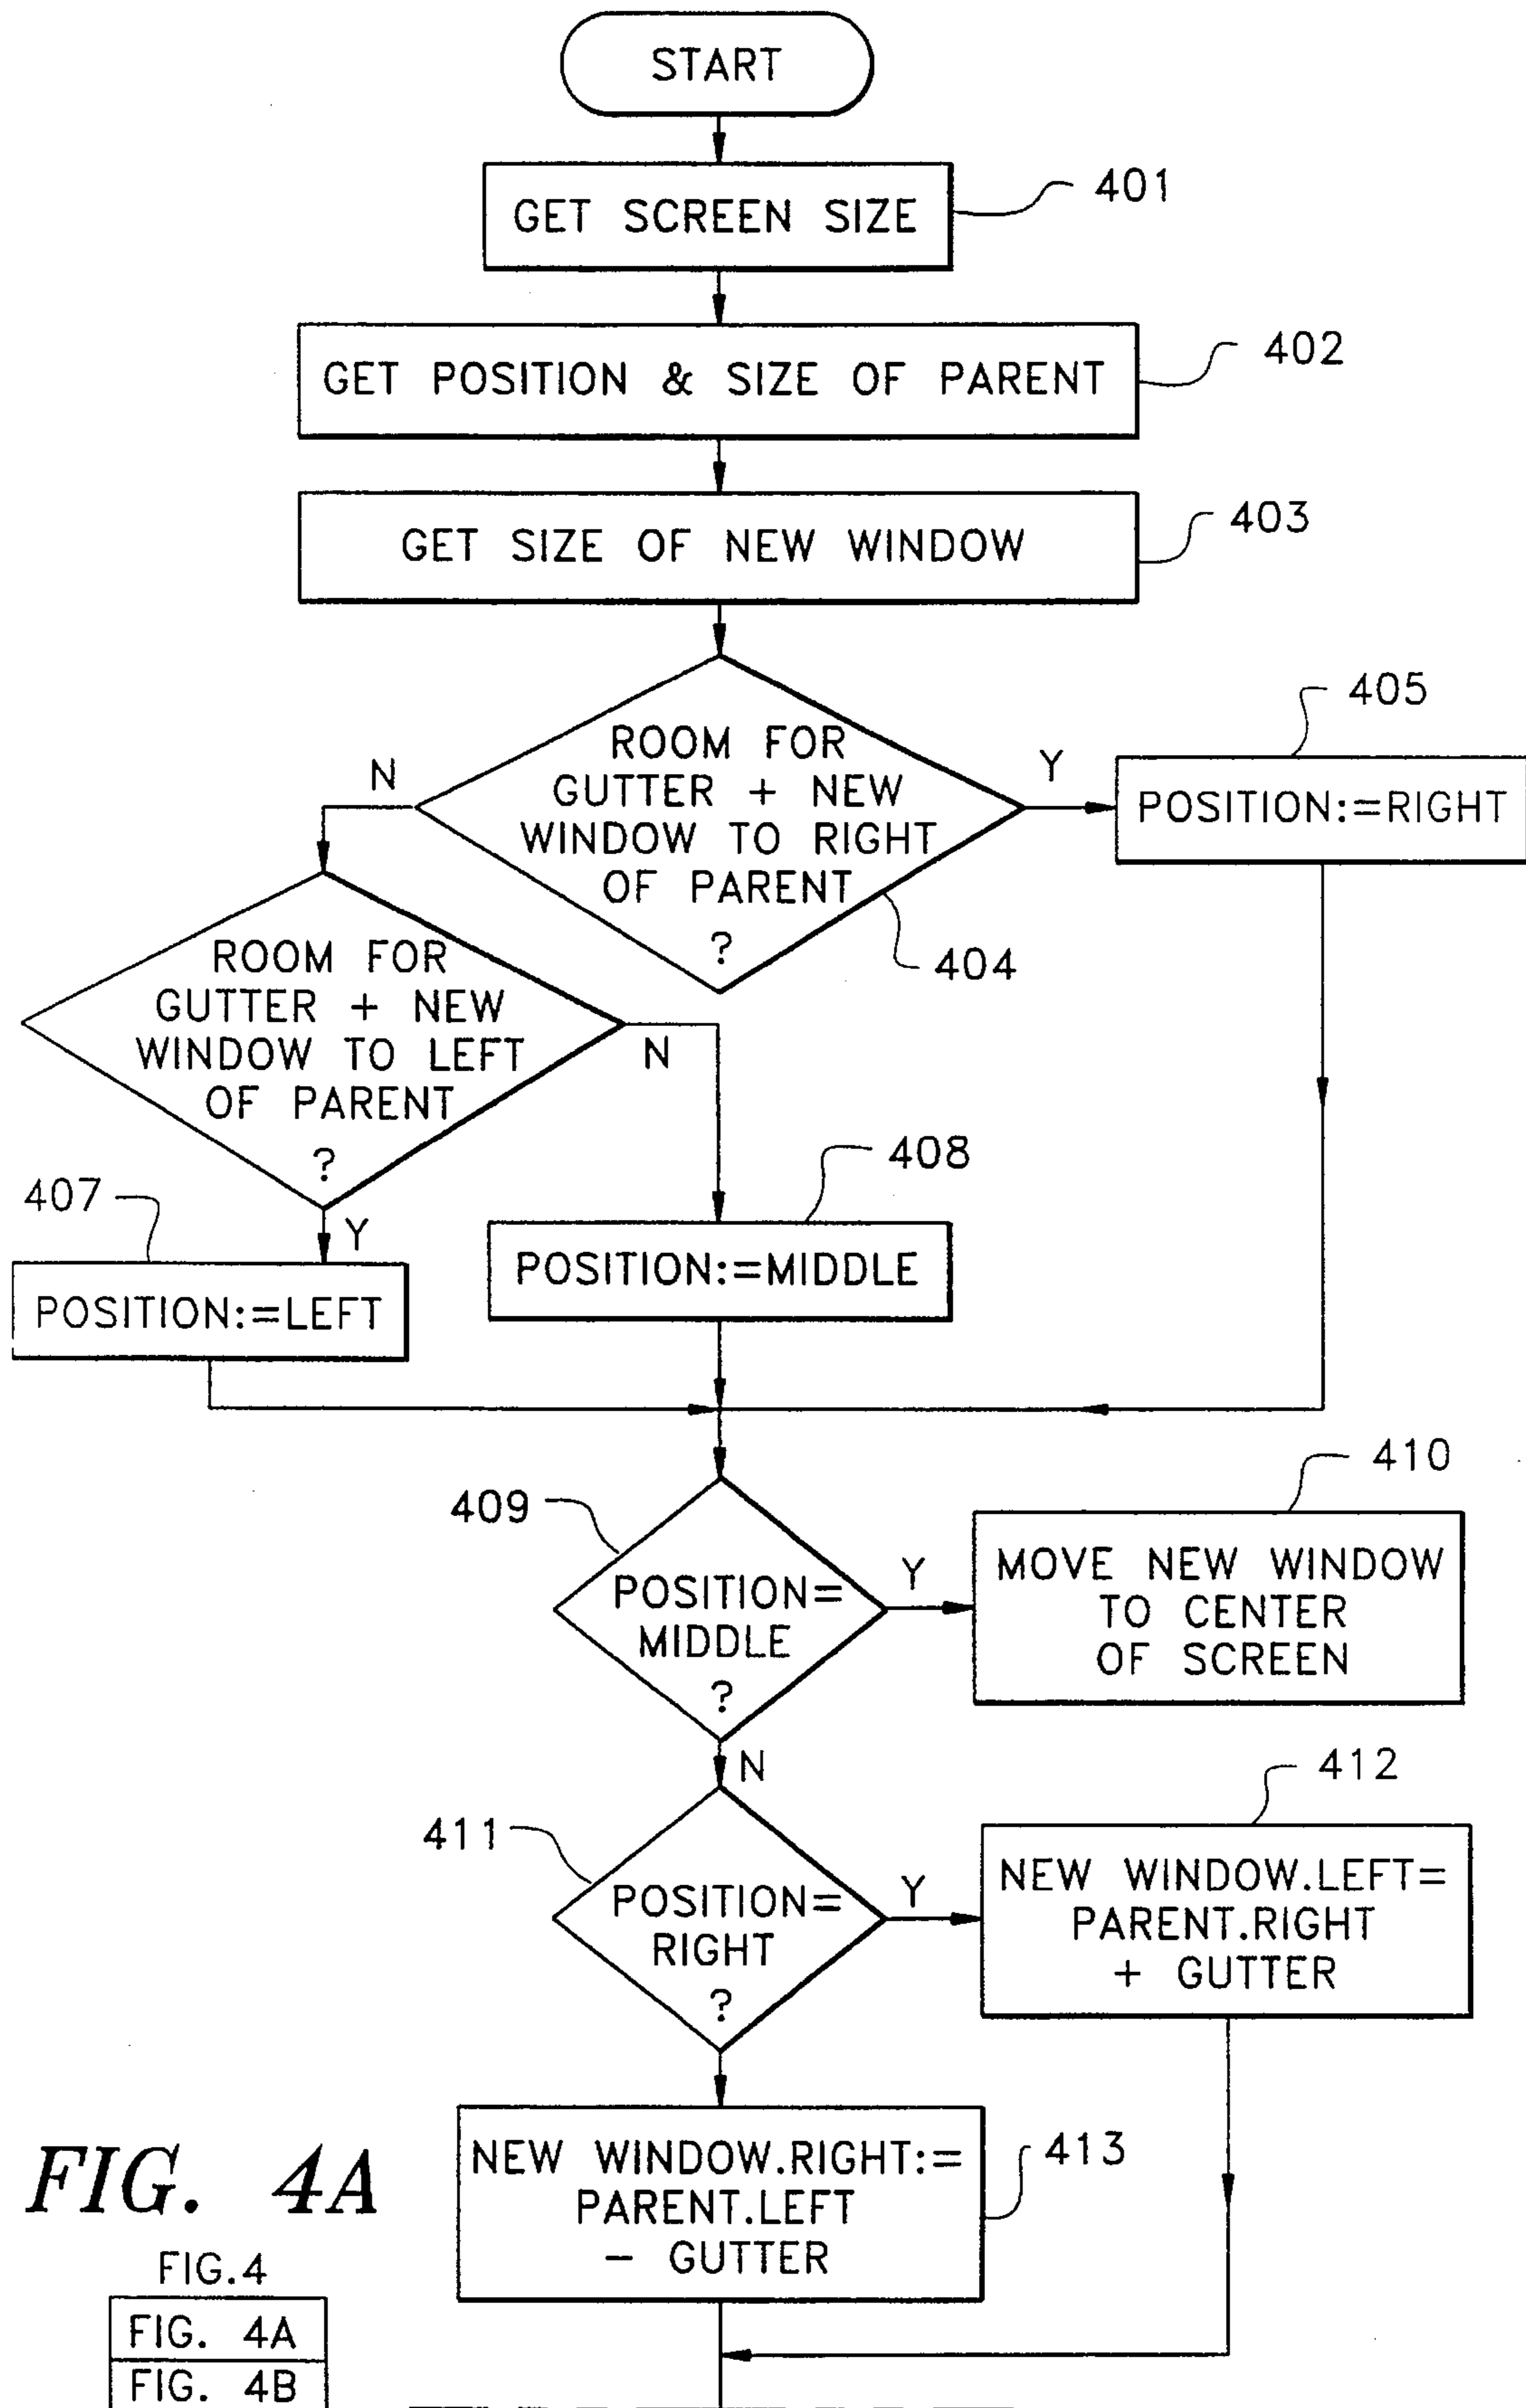 START
GET SCREEN SIZE
401
GET POSITION & SIZE OF PARENT
402
GET SIZE OF NEW WINDOW
403
ROOM FOR
GUTTER + NEW
WINDOW TO RIGHT
OF PARENT
?
404
N
Y
405
POSITION:=RIGHT
ROOM FOR
GUTTER + NEW
WINDOW TO LEFT
OF PARENT
?
N
Y
407
POSITION:=LEFT
408
POSITION:=MIDDLE
409
POSITION=
MIDDLE
?
Y
410
MOVE NEW WINDOW
TO CENTER
OF SCREEN
N
411
POSITION=
RIGHT
?
Y
412
NEW WINDOW.LEFT=
PARENT.RIGHT
+ GUTTER
NEW WINDOW.RIGHT:=
PARENT.LEFT
- GUTTER
413
FIG. 4A
FIG.4
FIG. 4A
FIG. 4B